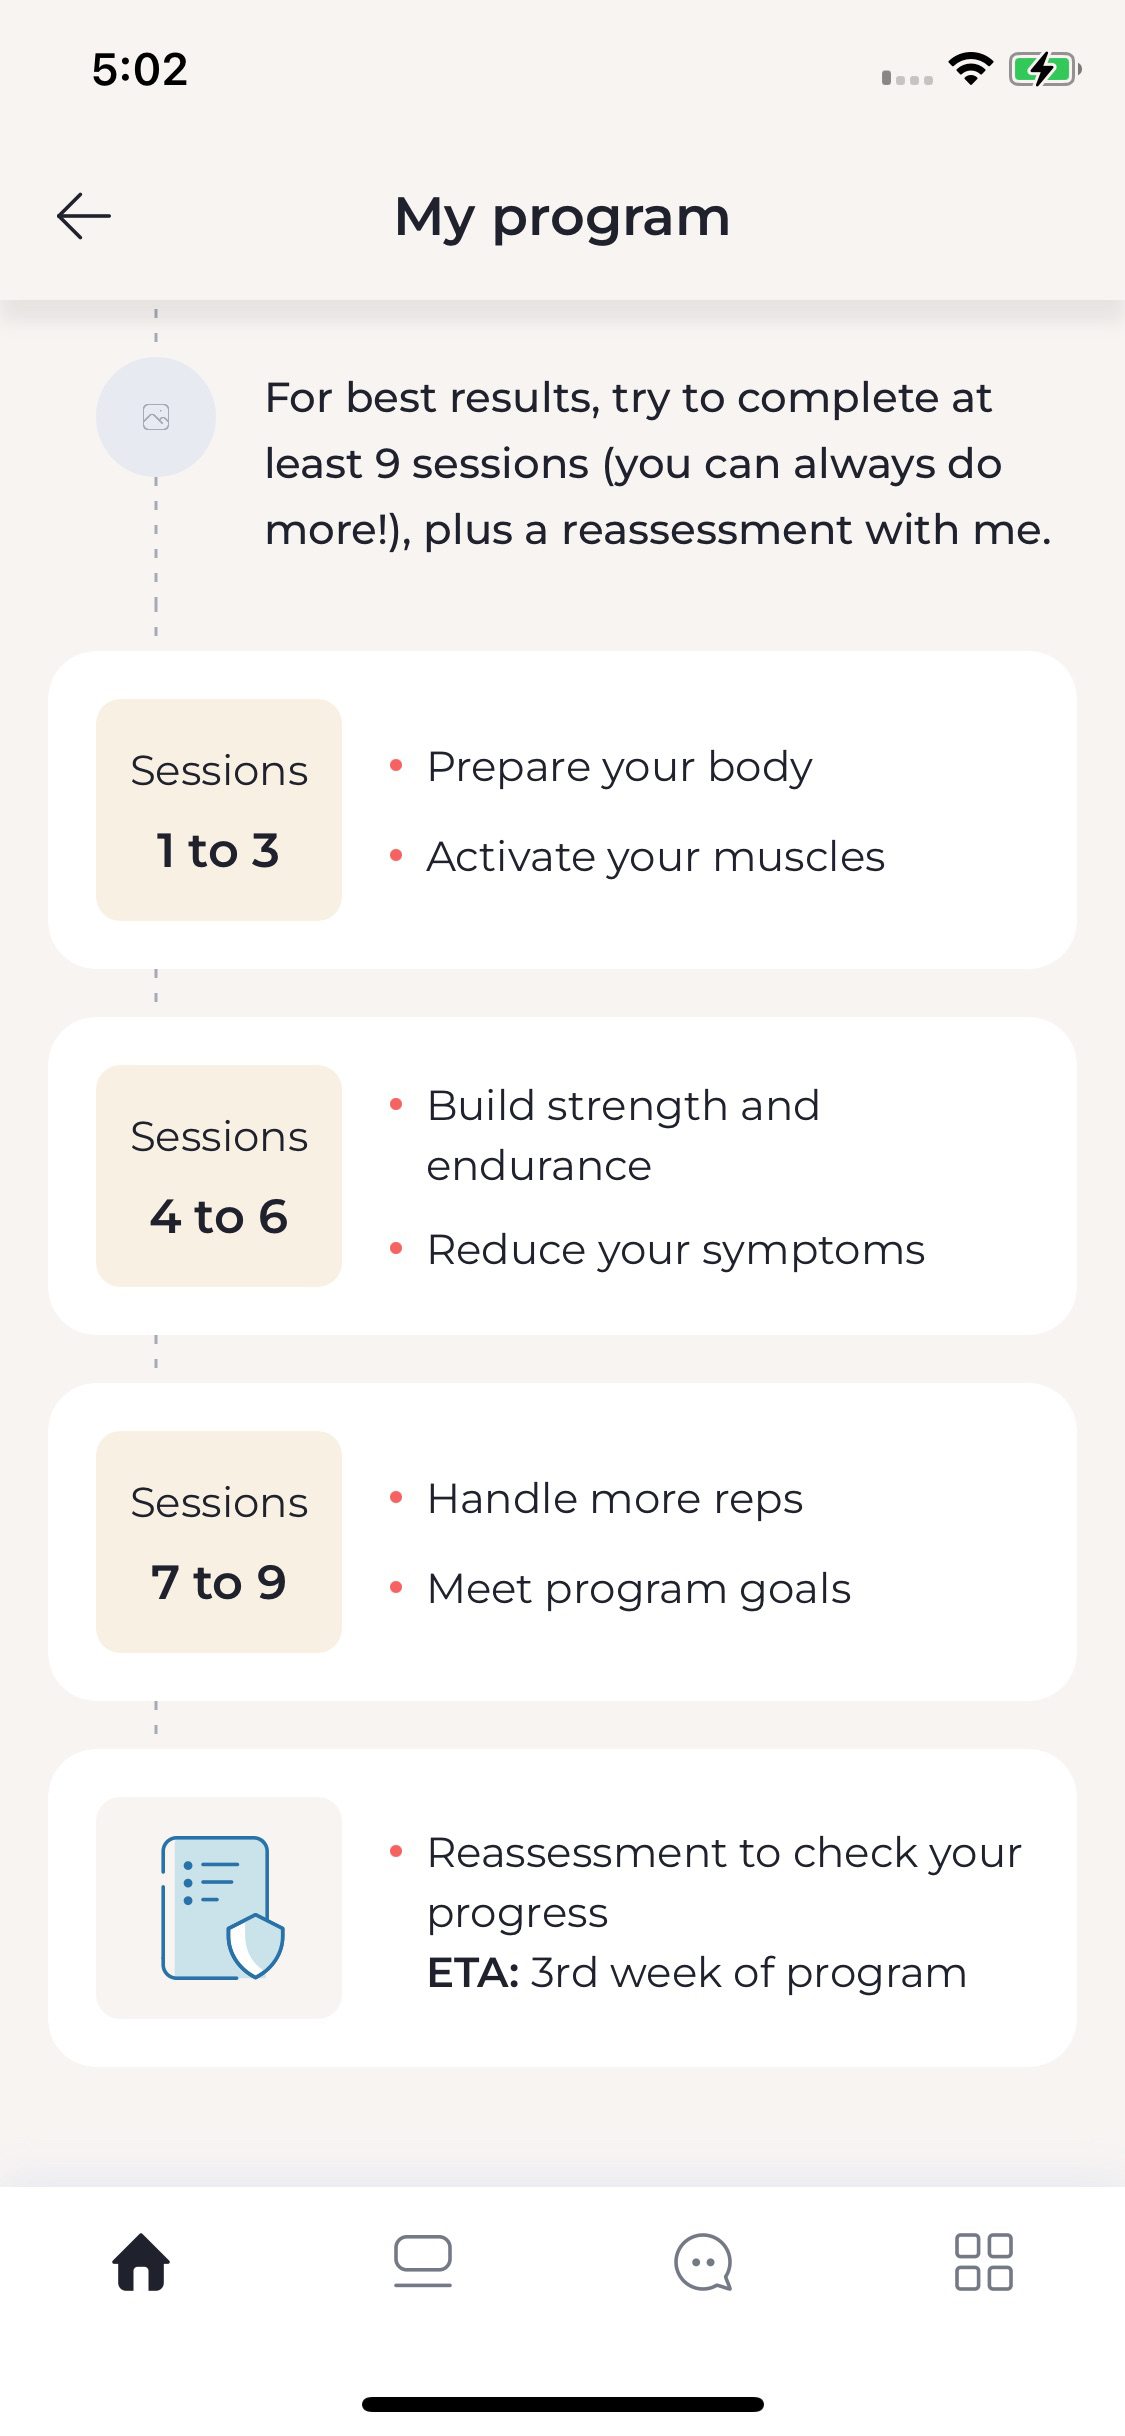 5:02
My program
For best results, try to complete at
least 9 sessions (you can always do
more!), plus a reassessment with me.
Sessions
1 to 3
• Prepare your body
• Activate your muscles
Sessions
4 to 6
• Build strength and
endurance
• Reduce your symptoms
Sessions
7 to 9
• Handle more reps
• Meet program goals
• Reassessment to check your
progress
ETA: 3rd week of program